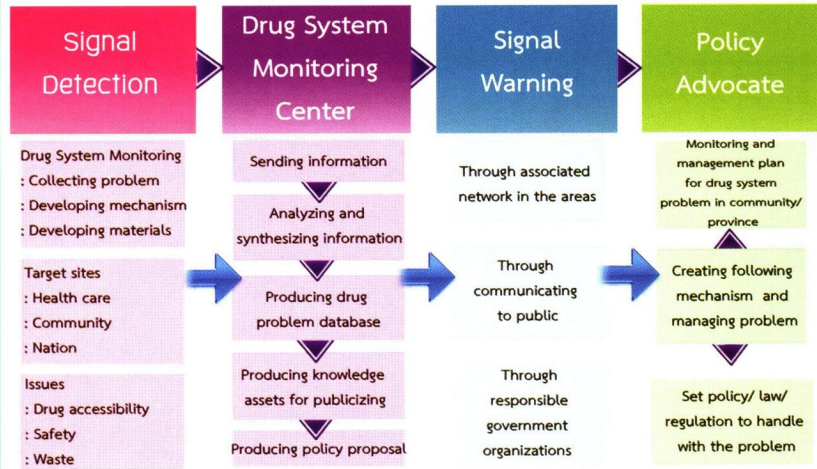 Signal
Detection
Drug System
Monitoring
Center
Signal
Warning
Policy
Advocate
Drug System Monitoring
: Collecting problem
: Developing mechanism
: Developing materials
Target sites
: Health care
: Community
: Nation
Issues
: Drug accessibility
: Safety
: Waste
Sending information
Analyzing and
synthesizing information
Producing drug
problem database
Producing knowledge
assets for publicizing
Producing policy proposal
Through associated
network in the areas
Through
communicating
to public
Through
responsible
government
organizations
Monitoring and
management plan
for drug system
problem in community/
province
Creating following
mechanism and
managing problem
Set policy/ law/
regulation to handle
with the problem